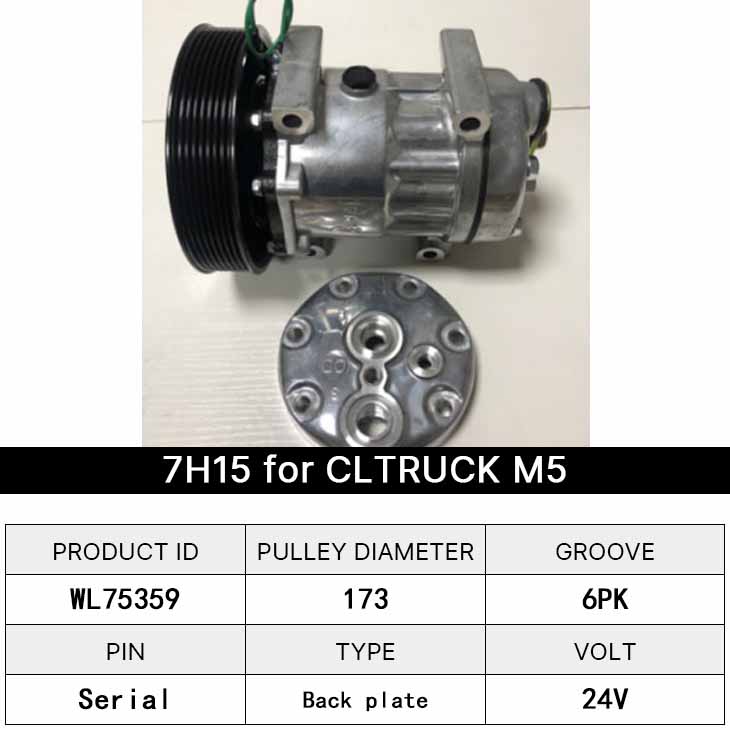 7H15 for CLTRUCK M5
PRODUCT ID PULLEY DIAMETER GROOVE
WL75359 173 6PK
PIN TYPE VOLT
Serial Back plate 24V